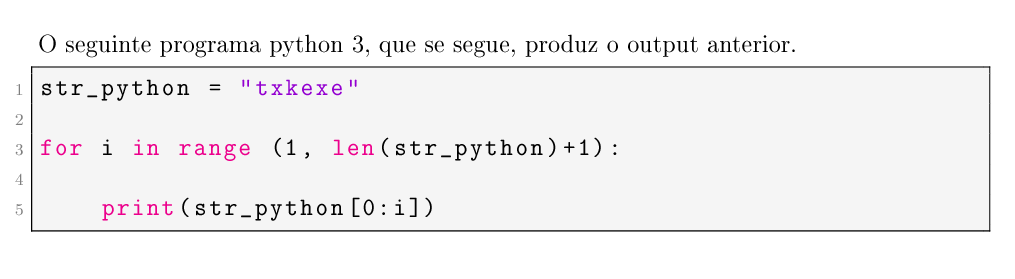 O seguinte programa python 3, que se segue, produz o output anterior.
1 str_python = "txkexe"
2
3 for i in range (1, len(str_python)+1):
4
5 print(str_python[0:i])